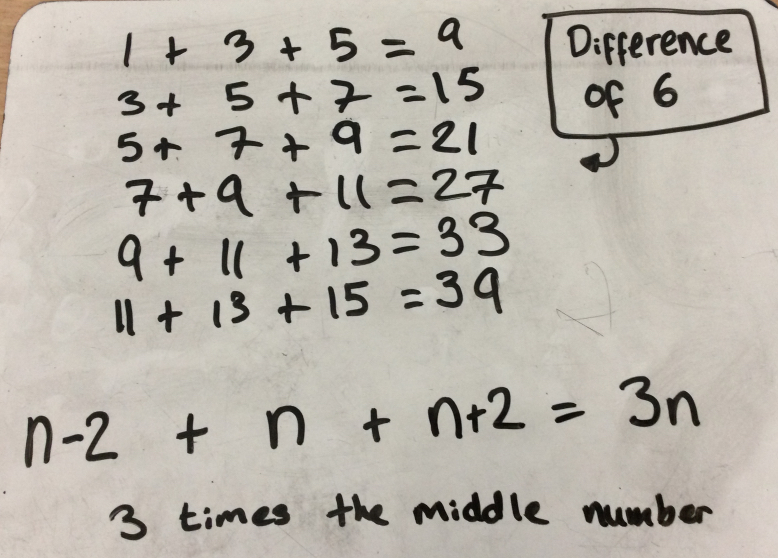 1 + 3 + 5 = 9
3 + 5 + 7 = 15
5 + 7 + 9 = 21
7 + 9 + 11 = 27
9 + 11 + 13 = 33
11 + 13 + 15 = 39
Difference
of 6
n-2 + n + n+2 = 3n
3 times the middle number